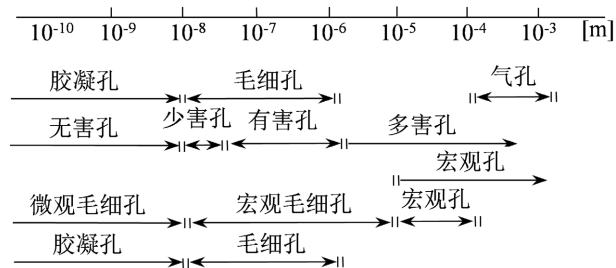 10-10 10-9 10-8 10-7 10-6 10-5 10-4 10-3 [m]
胶凝孔 毛细孔 气孔
无害孔 少害孔 有害孔 多害孔
宏观孔
微观毛细孔 宏观毛细孔 宏观孔
胶凝孔 毛细孔